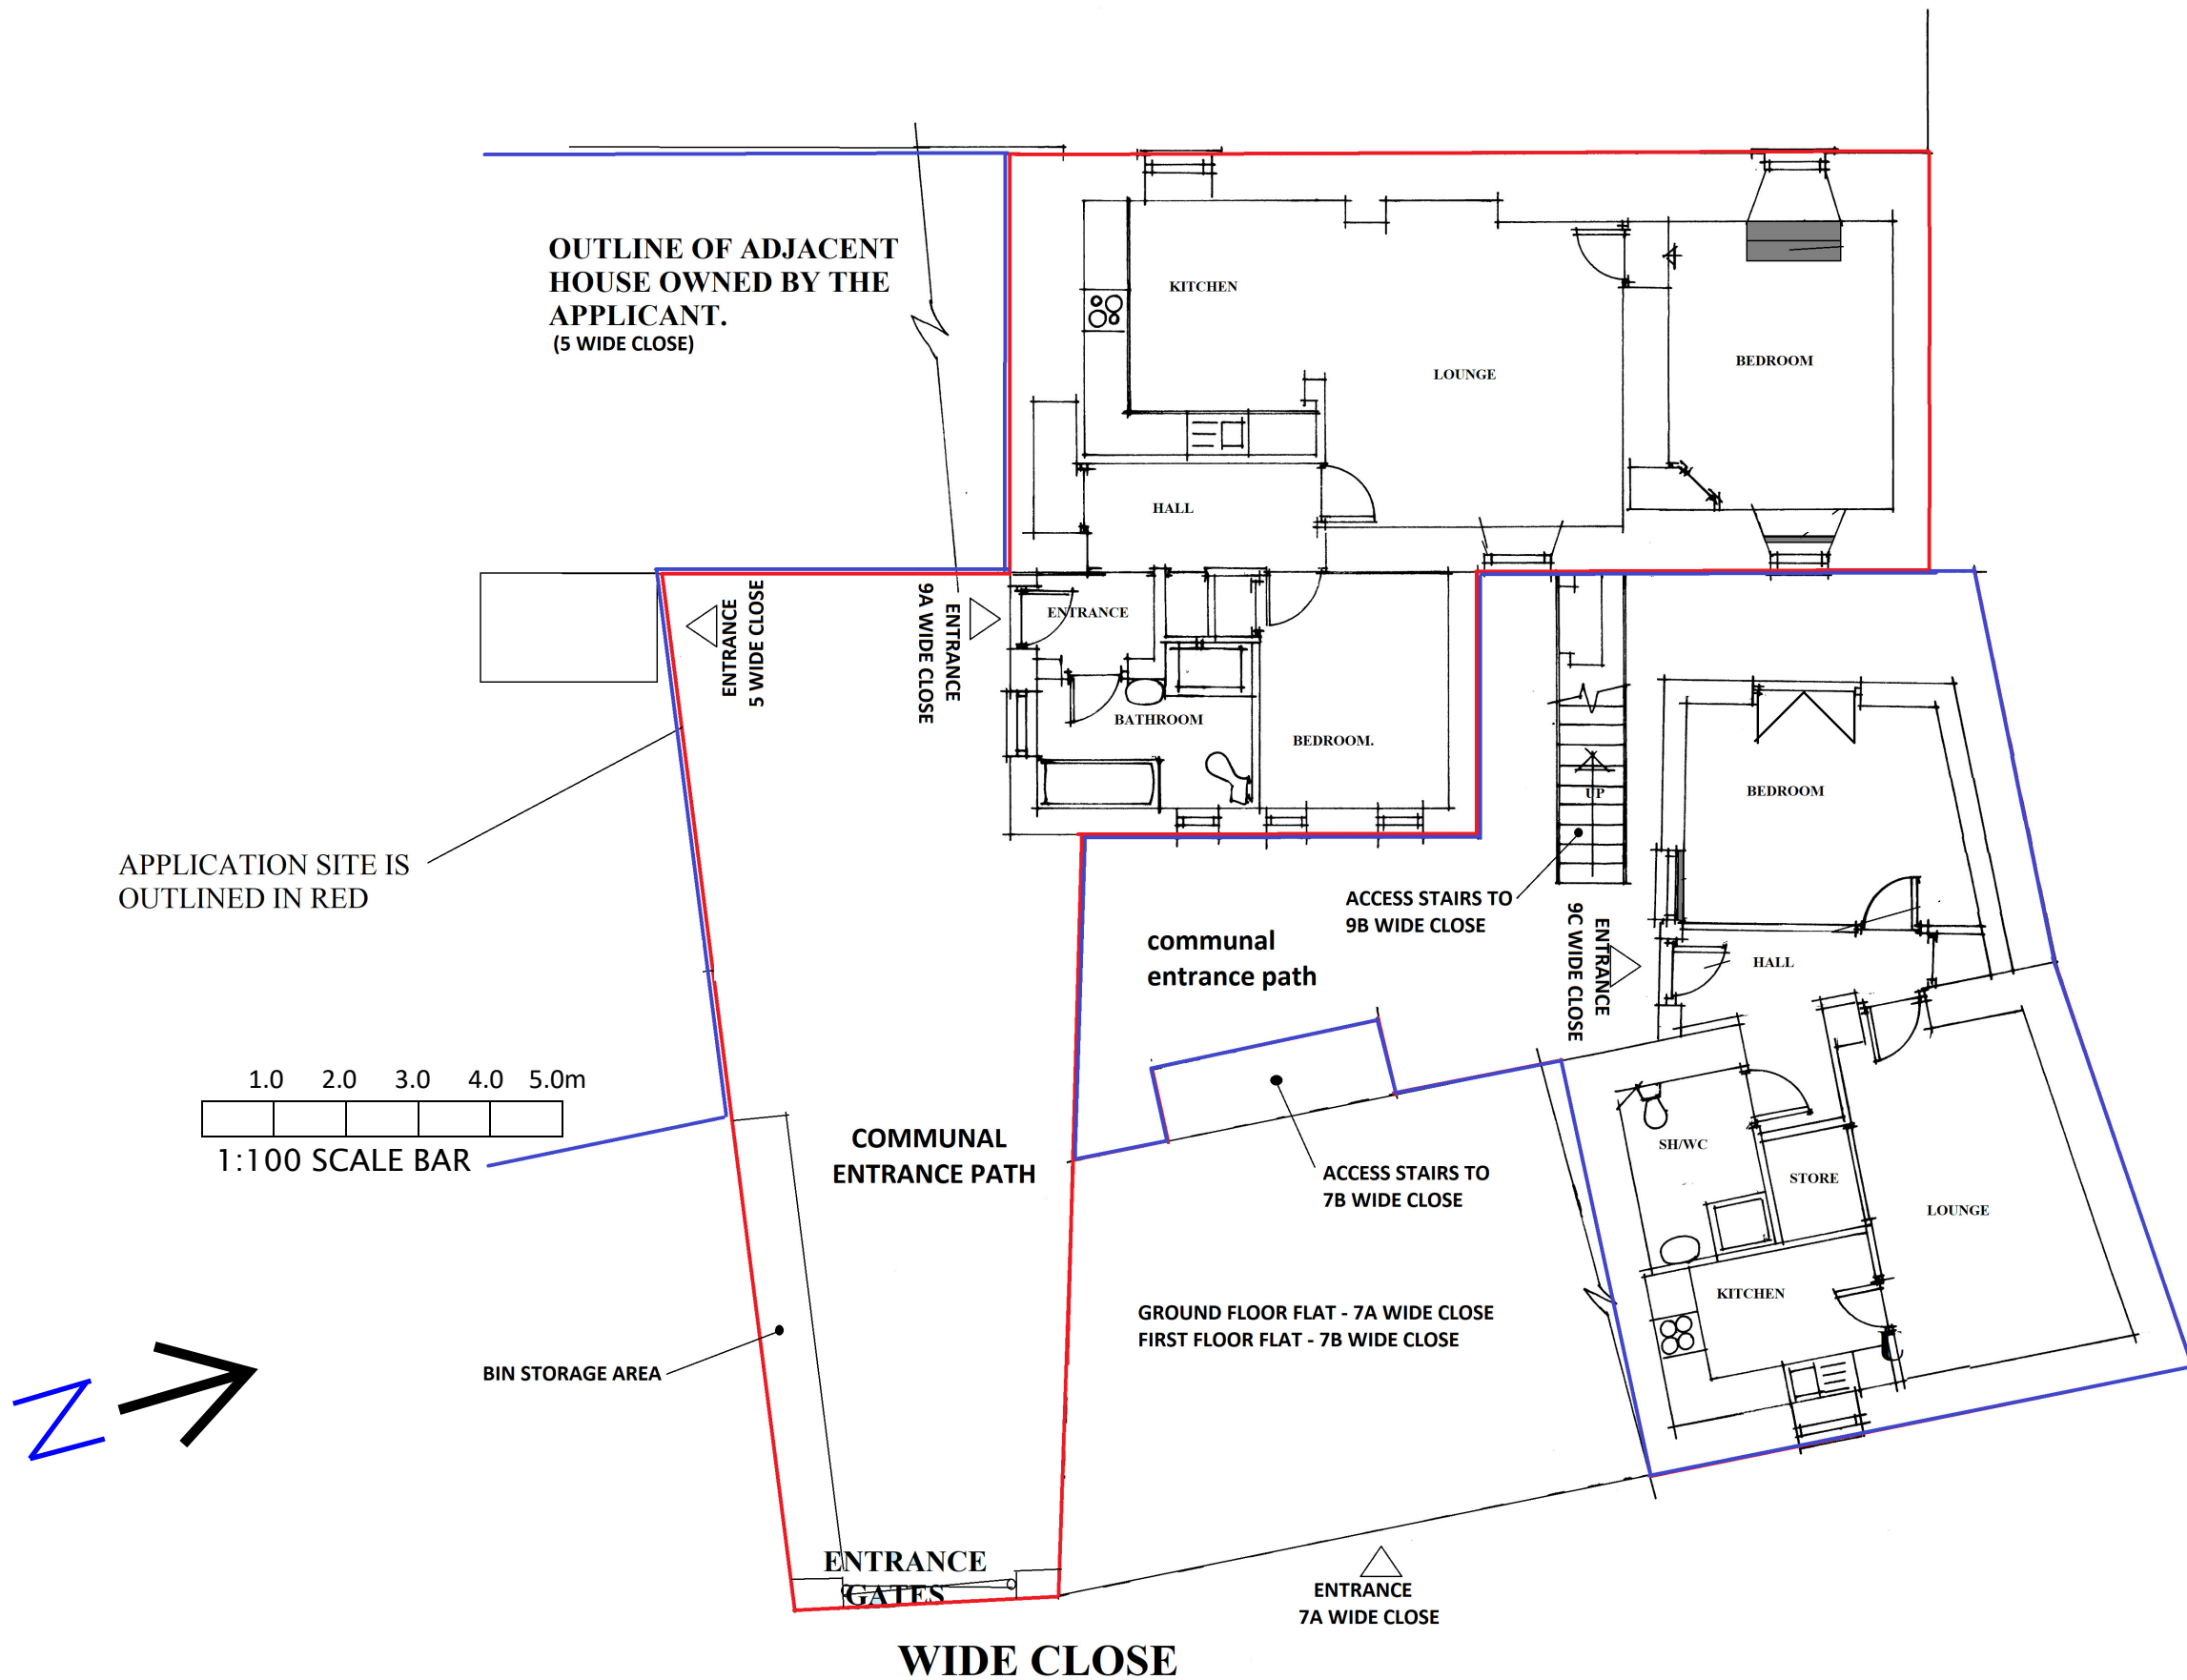 OUTLINE OF ADJACENT
HOUSE OWNED BY THE
APPLICANT.
(5 WIDE CLOSE)
KITCHEN
LOUNGE
BEDROOM
HALL
ENTRANCE
5 WIDE CLOSE
ENTRANCE
9A WIDE CLOSE
ENTRANCE
BATHROOM
BEDROOM.
UP
BEDROOM
APPLICATION SITE IS
OUTLINED IN RED
ACCESS STAIRS TO
9B WIDE CLOSE
ENTRANCE
9C WIDE CLOSE
communal
entrance path
HALL
1.0 2.0 3.0 4.0 5.0m
1:100 SCALE BAR
COMMUNAL
ENTRANCE PATH
ACCESS STAIRS TO
7B WIDE CLOSE
SH/WC
STORE
LOUNGE
KITCHEN
GROUND FLOOR FLAT - 7A WIDE CLOSE
FIRST FLOOR FLAT - 7B WIDE CLOSE
BIN STORAGE AREA
N
ENTRANCE
GATES
ENTRANCE
7A WIDE CLOSE
WIDE CLOSE